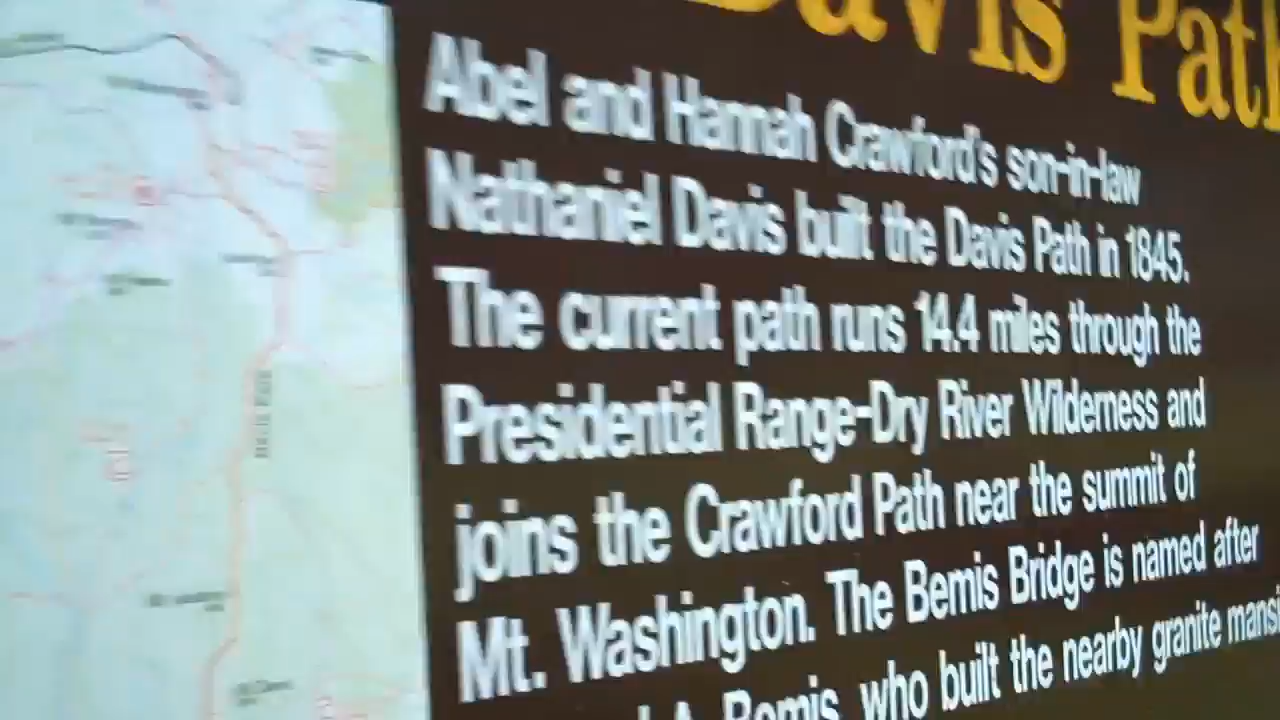 Davis Path
Abel and Hannah Crawford's son-in-law
Nathaniel Davis built the Davis Path in 1845.
The current path runs 14.4 miles through the
Presidential Range-Dry River Wilderness and
joins the Crawford Path near the summit of
Mt. Washington. The Bemis Bridge is named after
A. Bemis, who built the nearby granite mansi